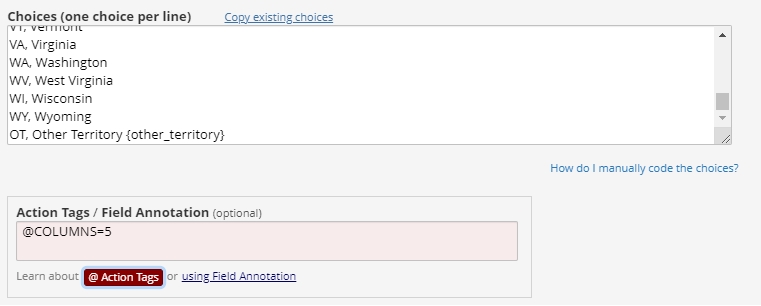 Choices (one choice per line) Copy existing choices
VT, Vermont
VA, Virginia
WA, Washington
WV, West Virginia
WI, Wisconsin
WY, Wyoming
OT, Other Territory {other_territory}
How do I manually code the choices?
Action Tags / Field Annotation (optional)
@COLUMNS=5
Learn about @ Action Tags or using Field Annotation